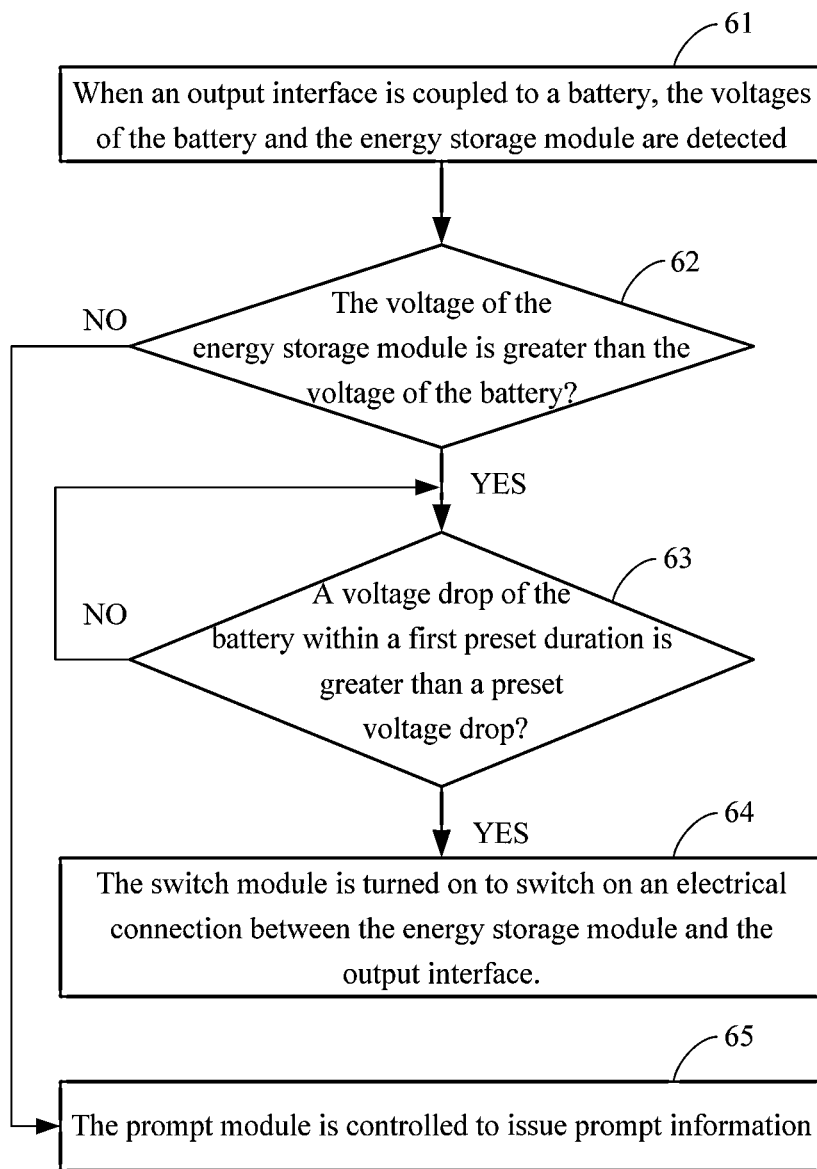 61
When an output interface is coupled to a battery, the voltages
of the battery and the energy storage module are detected
62
NO
The voltage of the
energy storage module is greater than the
voltage of the battery?
YES
63
NO
A voltage drop of the
battery within a first preset duration is
greater than a preset
voltage drop?
YES
64
The switch module is turned on to switch on an electrical
connection between the energy storage module and the
output interface.
65
The prompt module is controlled to issue prompt information